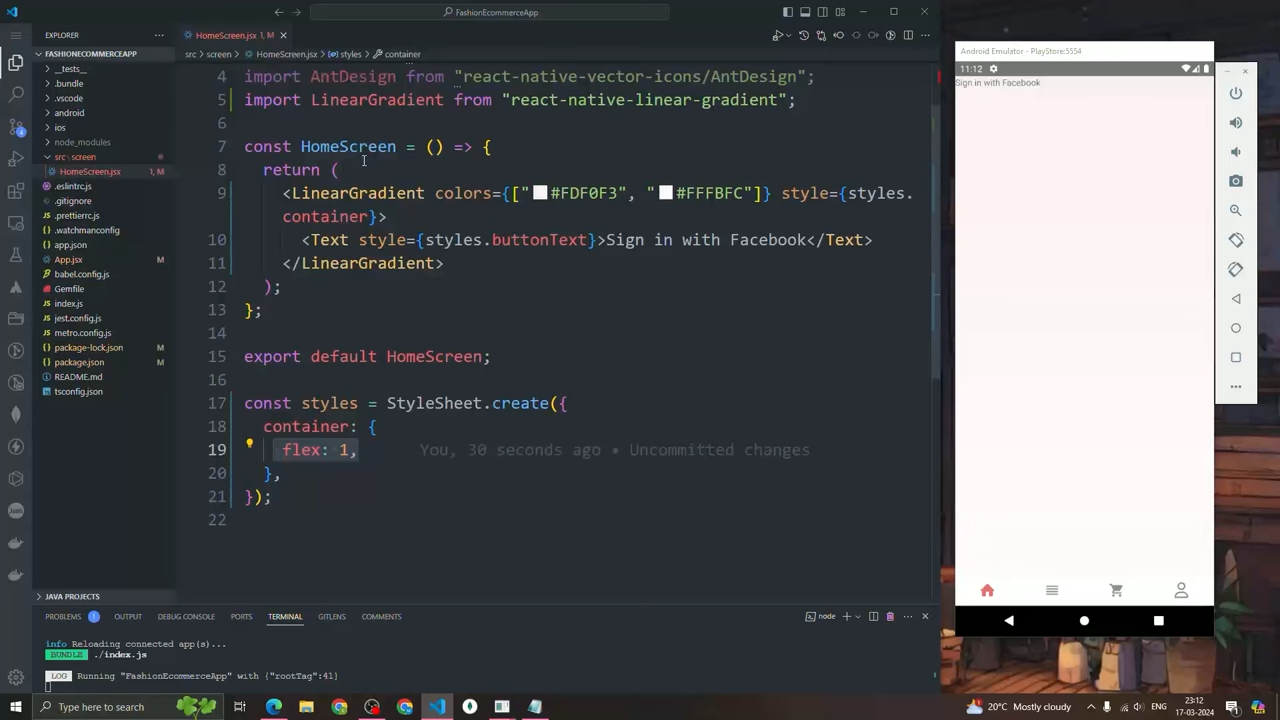 FashionEcommerceApp
EXPLORER
HomeScreen.jsx 1, M
FASHIONECOMMERCEAPP
src > screen > HomeScreen.jsx > styles > container
__tests__
.bundle
.vscode
android
ios
node_modules
src\screen
HomeScreen.jsx 1, M
.eslintrc.js
.gitignore
.prettierrc.js
.watchmanconfig
app.json
App.jsx M
babel.config.js
Gemfile
index.js
jest.config.js
metro.config.js
package-lock.json M
package.json M
README.md
tsconfig.json
JAVA PROJECTS
4 import AntDesign from "react-native-vector-icons/AntDesign";
5 import LinearGradient from "react-native-linear-gradient";
6
7 const HomeScreen = () => {
8 return (
9 <LinearGradient colors={["#FDF0F3", "#FFFBFC"]} style={styles.
container}>
10 <Text style={styles.buttonText}>Sign in with Facebook</Text>
11 </LinearGradient>
12 );
13 };
14
15 export default HomeScreen;
16
17 const styles = StyleSheet.create({
18 container: {
19 flex: 1, You, 30 seconds ago • Uncommitted changes
20 },
21 });
22
PROBLEMS 1 OUTPUT DEBUG CONSOLE PORTS TERMINAL GITLENS COMMENTS
node
info Reloading connected app(s)...
BUNDLE ./index.js
LOG Running "FashionEcommerceApp" with {"rootTag":41}
Android Emulator - PlayStore:5554
11:12
Sign in with Facebook
Type here to search
20°C Mostly cloudy
23:12
17-03-2024